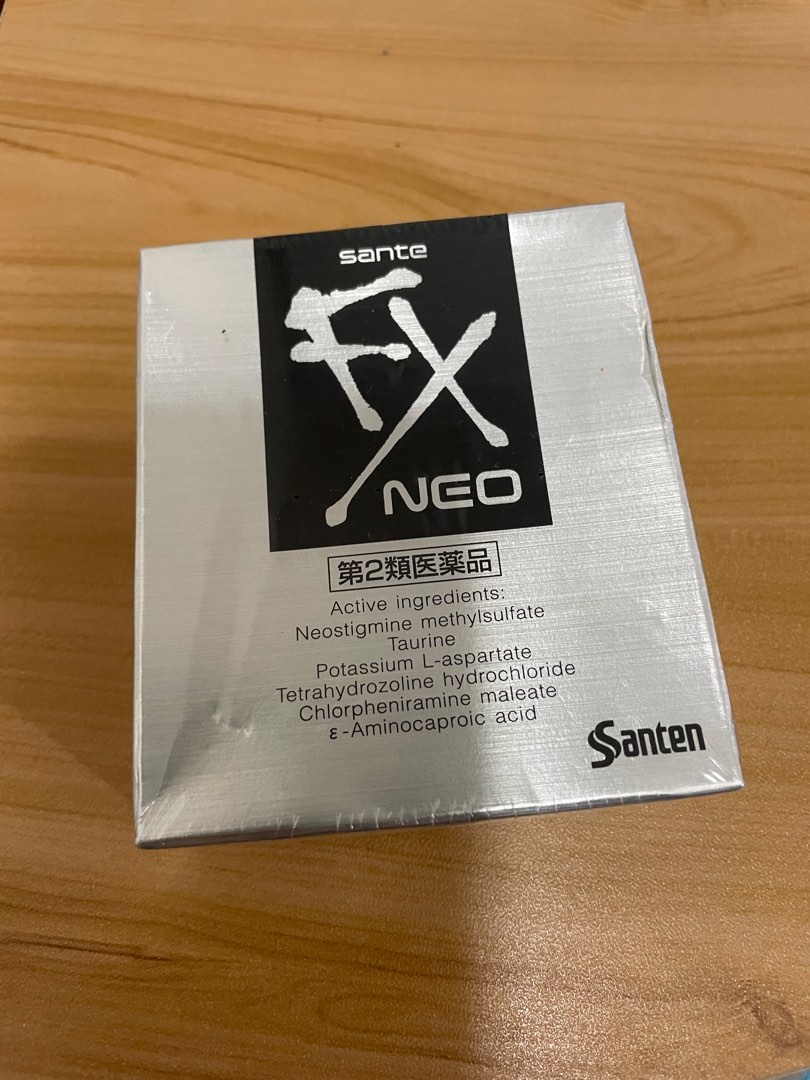 sante
FX
NEO
第2類医薬品
Active ingredients:
Neostigmine methylsulfate
Taurine
Potassium L-aspartate
Tetrahydrozoline hydrochloride
Chlorpheniramine maleate
ε-Aminocaproic acid
Santen